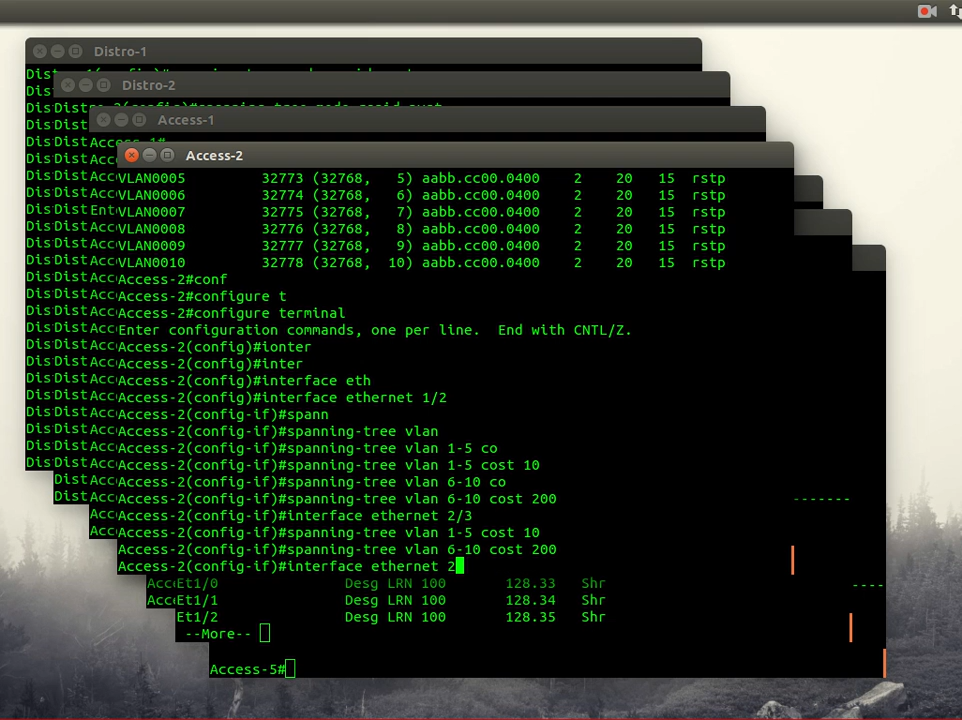 Distro-1
Distro-2
Access-1
Access-2
VLAN0005 32773 (32768, 5) aabb.cc00.0400 2 20 15 rstp
VLAN0006 32774 (32768, 6) aabb.cc00.0400 2 20 15 rstp
VLAN0007 32775 (32768, 7) aabb.cc00.0400 2 20 15 rstp
VLAN0008 32776 (32768, 8) aabb.cc00.0400 2 20 15 rstp
VLAN0009 32777 (32768, 9) aabb.cc00.0400 2 20 15 rstp
VLAN0010 32778 (32768, 10) aabb.cc00.0400 2 20 15 rstp
Access-2#conf
Access-2#configure t
Access-2#configure terminal
Enter configuration commands, one per line. End with CNTL/Z.
Access-2(config)#ionter
Access-2(config)#inter
Access-2(config)#interface eth
Access-2(config)#interface ethernet 1/2
Access-2(config-if)#spann
Access-2(config-if)#spanning-tree vlan
Access-2(config-if)#spanning-tree vlan 1-5 co
Access-2(config-if)#spanning-tree vlan 1-5 cost 10
Access-2(config-if)#spanning-tree vlan 6-10 co
Access-2(config-if)#spanning-tree vlan 6-10 cost 200
Access-2(config-if)#interface ethernet 2/3
Access-2(config-if)#spanning-tree vlan 1-5 cost 10
Access-2(config-if)#spanning-tree vlan 6-10 cost 200
Access-2(config-if)#interface ethernet 2
Et1/0 Desg LRN 100 128.33 Shr
Et1/1 Desg LRN 100 128.34 Shr
Et1/2 Desg LRN 100 128.35 Shr
--More--
Access-5#